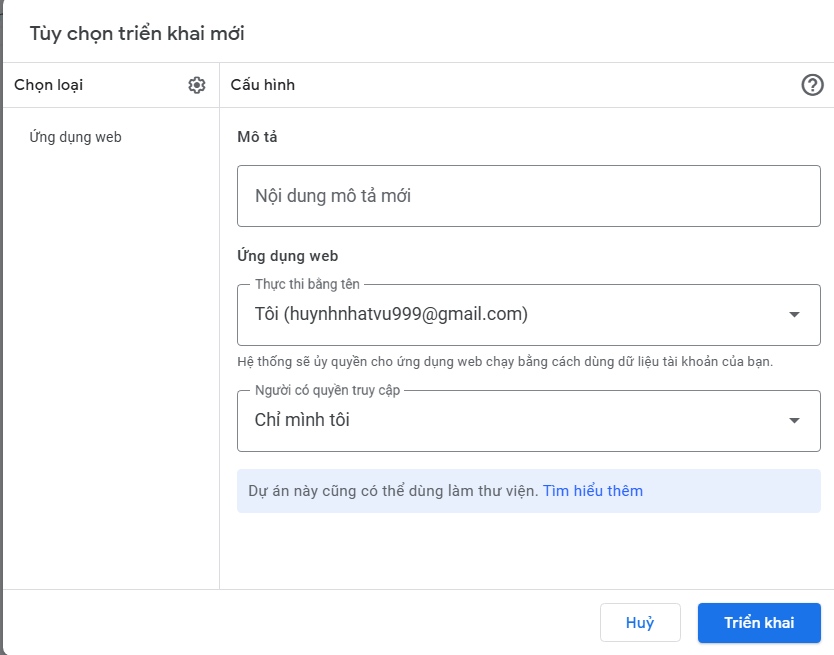 Tùy chọn triển khai mới
Chọn loại
Cấu hình
Ứng dụng web
Mô tả
Nội dung mô tả mới
Ứng dụng web
Thực thi bằng tên
Tôi (huynhnhatvu999@gmail.com)
Hệ thống sẽ ủy quyền cho ứng dụng web chạy bằng cách dùng dữ liệu tài khoản của bạn.
Người có quyền truy cập
Chỉ mình tôi
Dự án này cũng có thể dùng làm thư viện. Tìm hiểu thêm
Huỷ
Triển khai